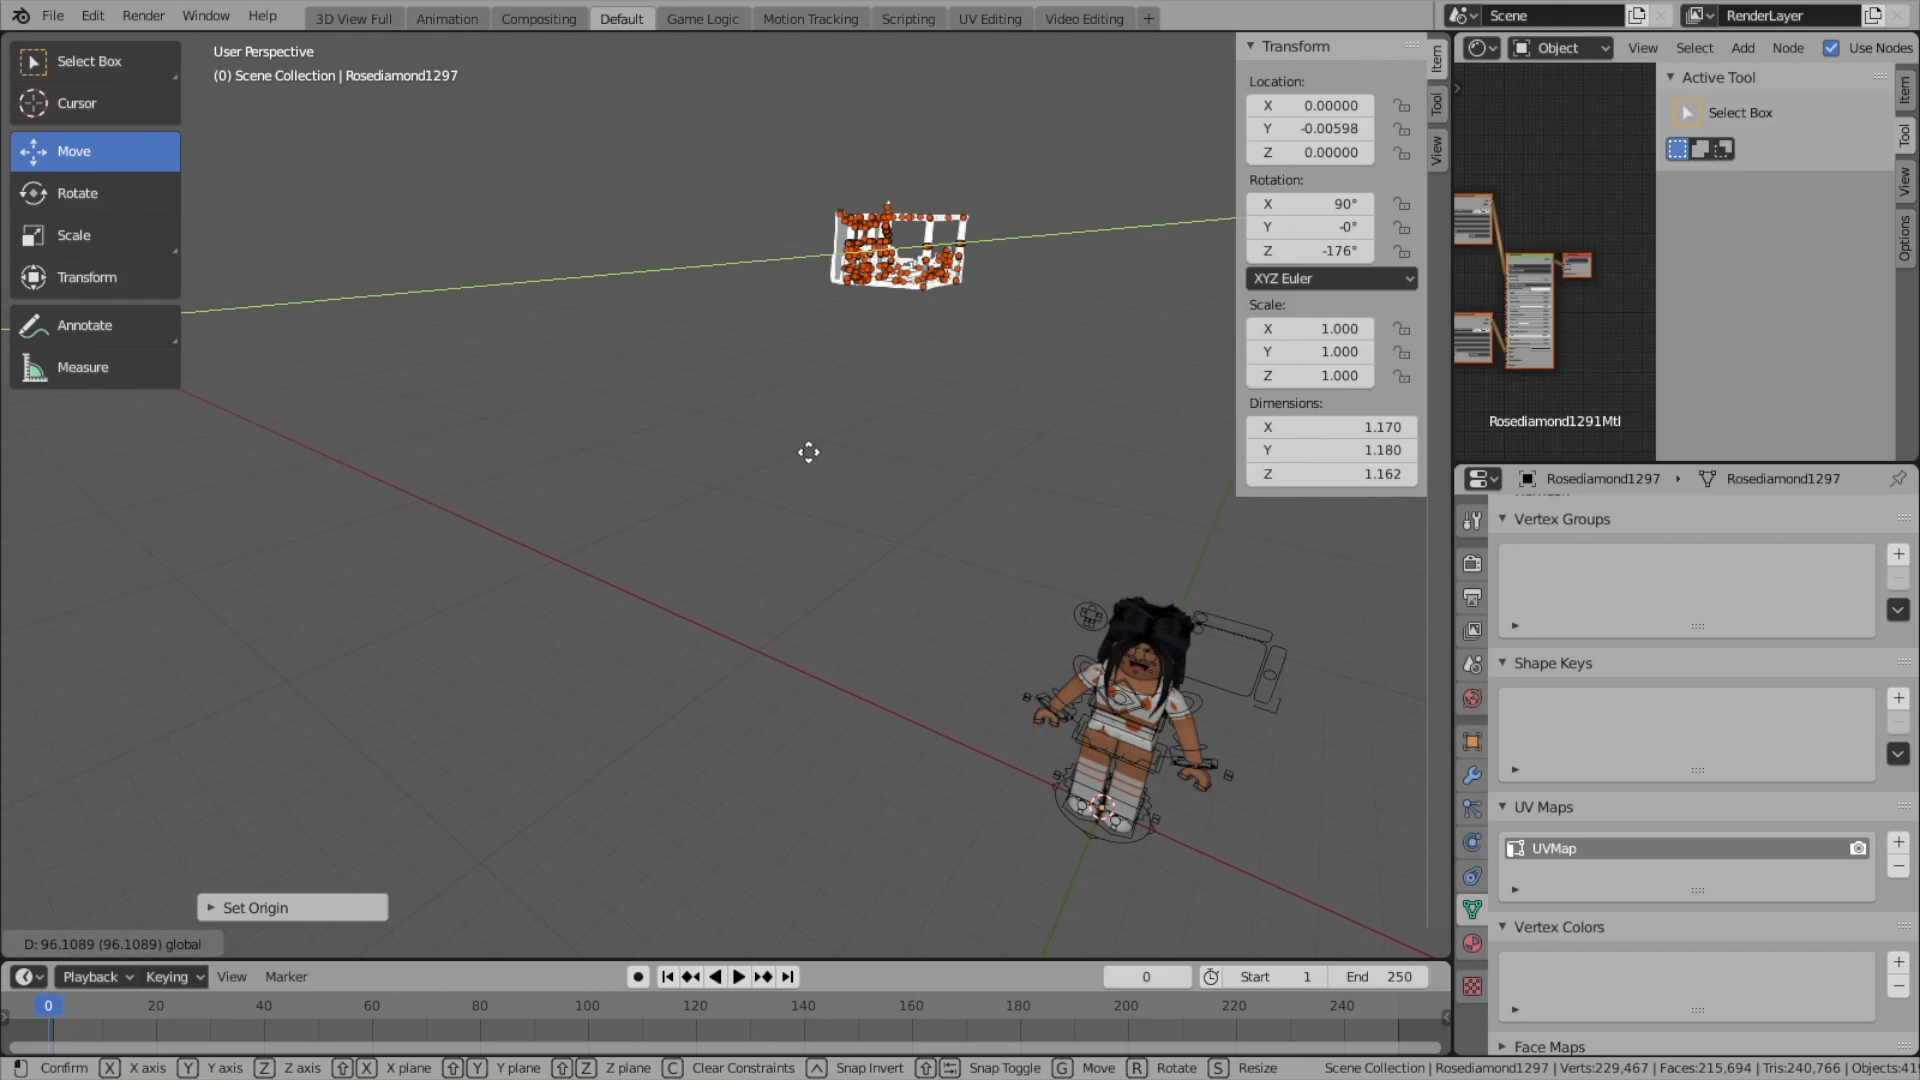 File Edit Render Window Help 3D View Full Animation Compositing Default Game Logic Motion Tracking Scripting UV Editing Video Editing + Scene RenderLayer
Select Box
Cursor
Move
Rotate
Scale
Transform
Annotate
Measure
User Perspective
(0) Scene Collection | Rosediamond1297
Transform
Location:
X 0.00000
Y -0.00598
Z 0.00000
Rotation:
X 90°
Y -0°
Z -176°
XYZ Euler
Scale:
X 1.000
Y 1.000
Z 1.000
Dimensions:
X 1.170
Y 1.180
Z 1.162
Item
Tool
View
Object View Select Add Node Use Nodes
Active Tool
Select Box
Item
Tool
View
Options
Rosediamond1291Mtl
Rosediamond1297 Rosediamond1297
Vertex Groups
Shape Keys
UV Maps
UVMap
Vertex Colors
Face Maps
Set Origin
D: 96.1089 (96.1089) global
Playback Keying View Marker 0 Start 1 End 250
0 20 40 60 80 100 120 140 160 180 200 220 240
Confirm X X axis Y Y axis Z Z axis X X plane Y Y plane Z Z plane C Clear Constraints Snap Invert Snap Toggle G Move R Rotate S Resize Scene Collection | Rosediamond1297 | Verts:229,467 | Faces:215,694 | Tris:240,766 | Objects:41